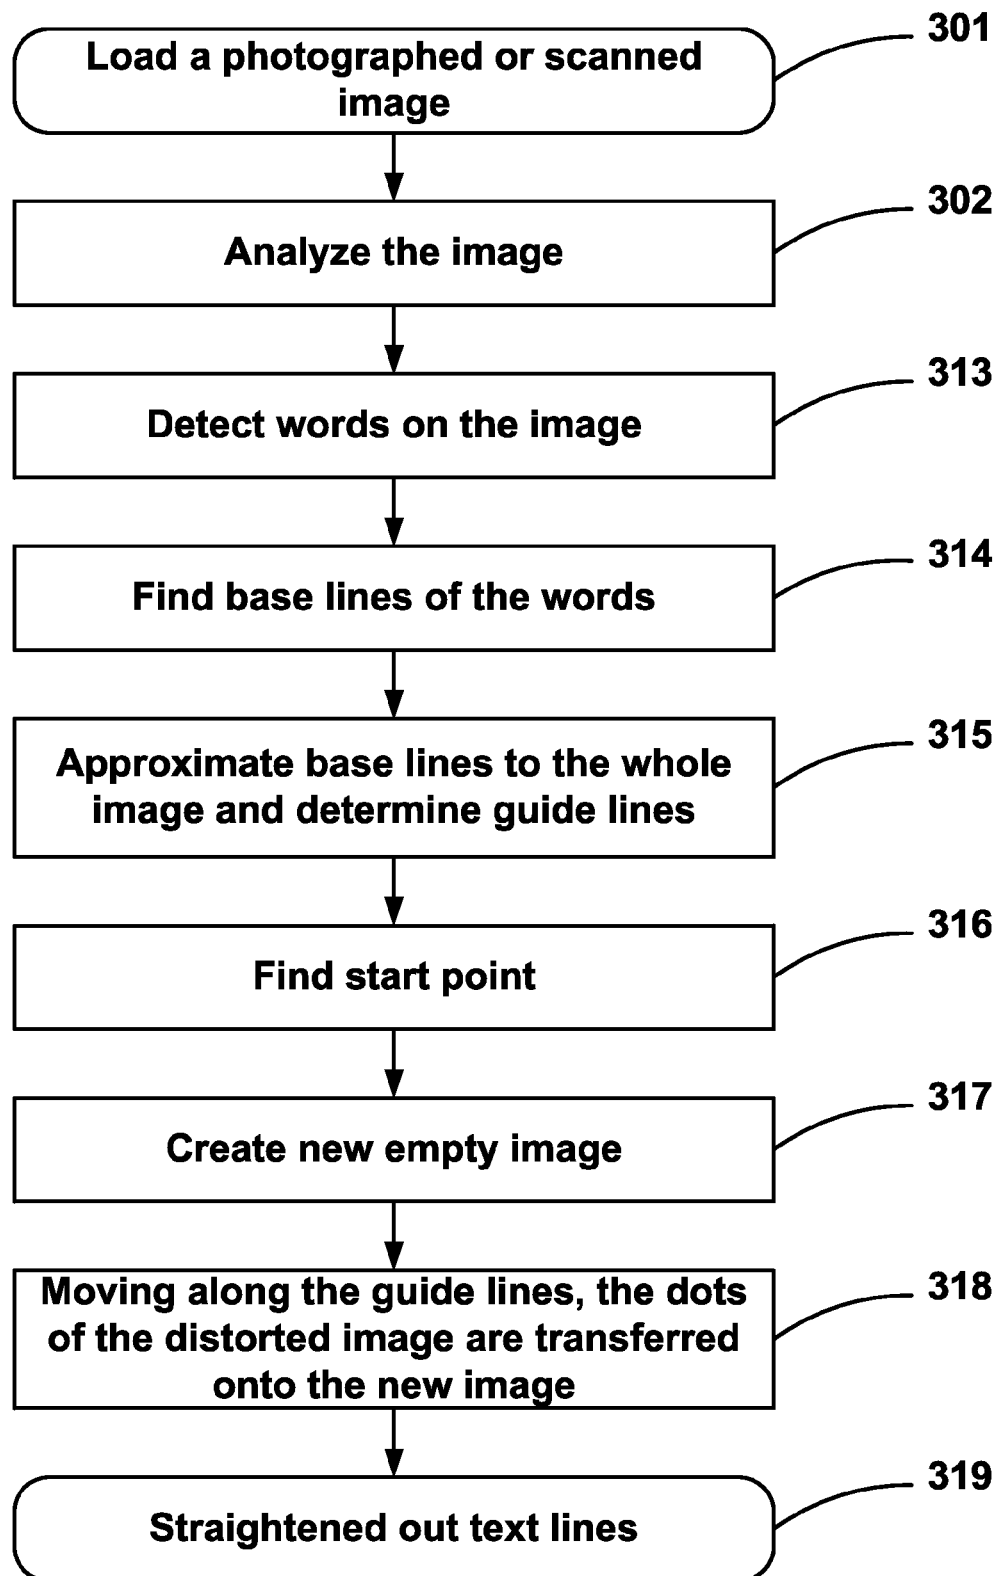 301
Load a photographed or scanned
image
302
Analyze the image
313
Detect words on the image
314
Find base lines of the words
315
Approximate base lines to the whole
image and determine guide lines
316
Find start point
317
Create new empty image
318
Moving along the guide lines, the dots
of the distorted image are transferred
onto the new image
319
Straightened out text lines